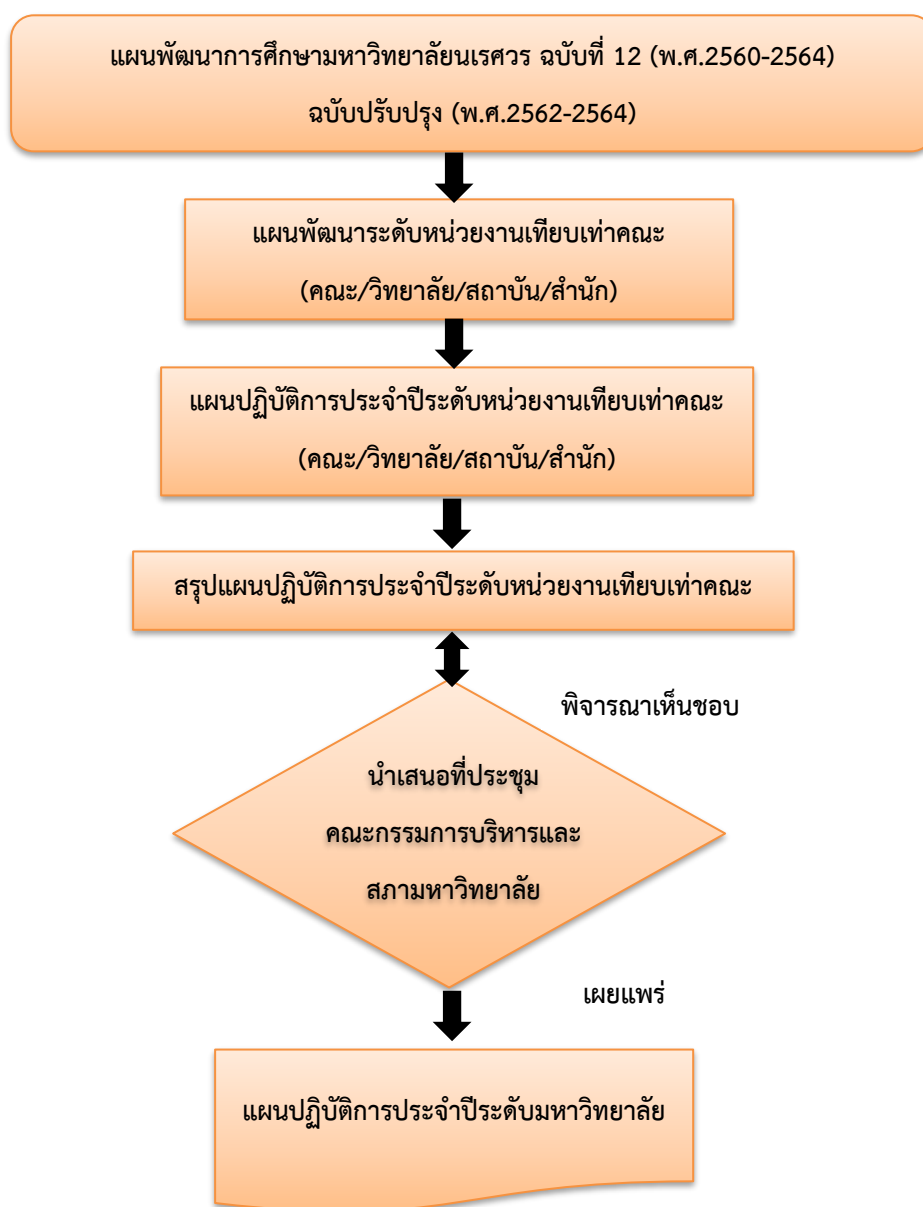 แผนพัฒนาการศึกษามหาวิทยาลัยนเรศวร ฉบับที่ 12 (พ.ศ.2560-2564)
ฉบับปรับปรุง (พ.ศ.2562-2564)
แผนพัฒนาระดับหน่วยงานเทียบเท่าคณะ
(คณะ/วิทยาลัย/สถาบัน/สำนัก)
แผนปฏิบัติการประจำปีระดับหน่วยงานเทียบเท่าคณะ
(คณะ/วิทยาลัย/สถาบัน/สำนัก)
สรุปแผนปฏิบัติการประจำปีระดับหน่วยงานเทียบเท่าคณะ
พิจารณาเห็นชอบ
นำเสนอที่ประชุม
คณะกรรมการบริหารและ
สภามหาวิทยาลัย
เผยแพร่
แผนปฏิบัติการประจำปีระดับมหาวิทยาลัย